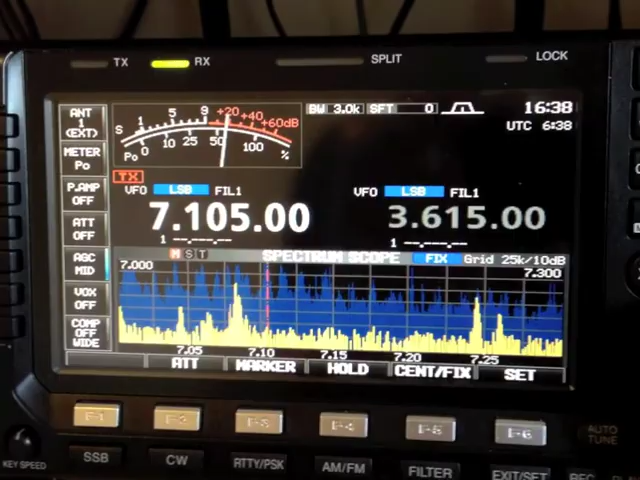 TX RX SPLIT LOCK
ANT
1
(EXT)
METER
Po
P.AMP
OFF
ATT
OFF
AGC
MID
VOX
OFF
COMP
OFF
WIDE
S 1 5 9 +20 +40 +60dB
Po 0 10 25 50 100 %
BW 3.0k SFT 0
16:38
UTC 6:38
TX
VFO LSB FIL1
7.105.00
1 --.---.--
VFO LSB FIL1
3.615.00
1 --.---.--
M S T SPECTRUM SCOPE FIX Grid 25k/10dB
7.000 7.300
7.05 7.10 7.15 7.20 7.25
ATT MARKER HOLD CENT/FIX SET
F-1 F-2 F-3 F-4 F-5 F-6
AUTO
TUNE
KEY SPEED
SSB CW RTTY/PSK AM/FM FILTER EXIT/SET